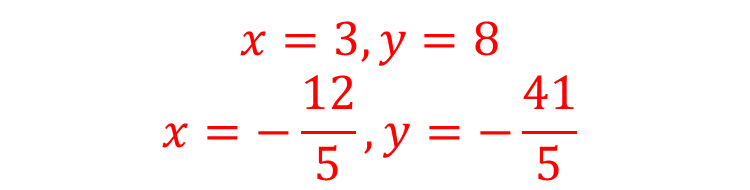 x = 3, y = 8
x = −12/5, y = −41/5